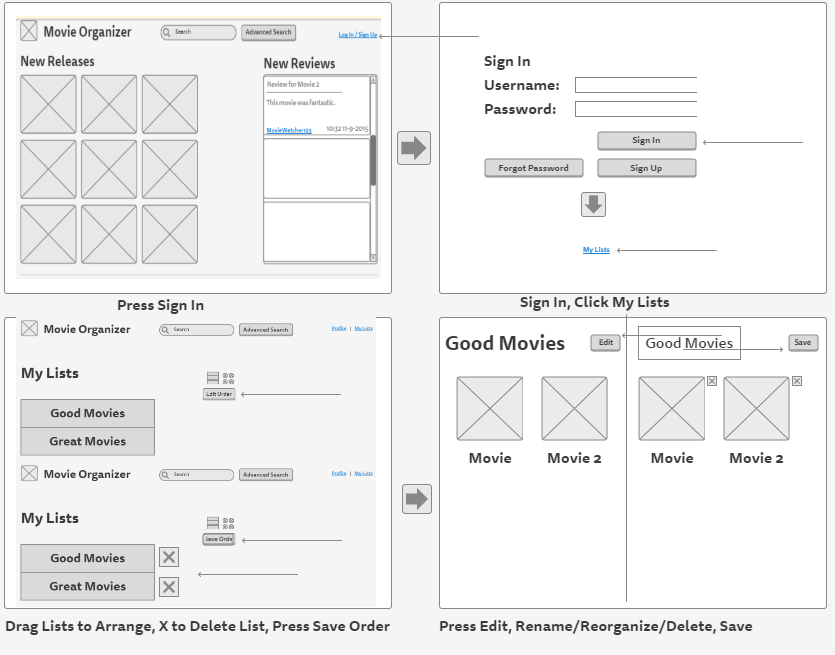 Movie Organizer
Search
Advanced Search
Log In / Sign Up
New Releases
New Reviews
Review for Movie 2
This movie was fantastic.
MovieWatcher123 10:32 11-9-2015
Press Sign In
Sign In
Username:
Password:
Sign In
Forgot Password
Sign Up
My Lists
Sign In, Click My Lists
Movie Organizer
Search
Advanced Search
Profile | My Lists
My Lists
Edit Order
Good Movies
Great Movies
Movie Organizer
Search
Advanced Search
Profile | My Lists
My Lists
Save Orde
Good Movies
Great Movies
Drag Lists to Arrange, X to Delete List, Press Save Order
Good Movies
Edit
Good Movies
Save
Movie
Movie 2
Movie
Movie 2
Press Edit, Rename/Reorganize/Delete, Save